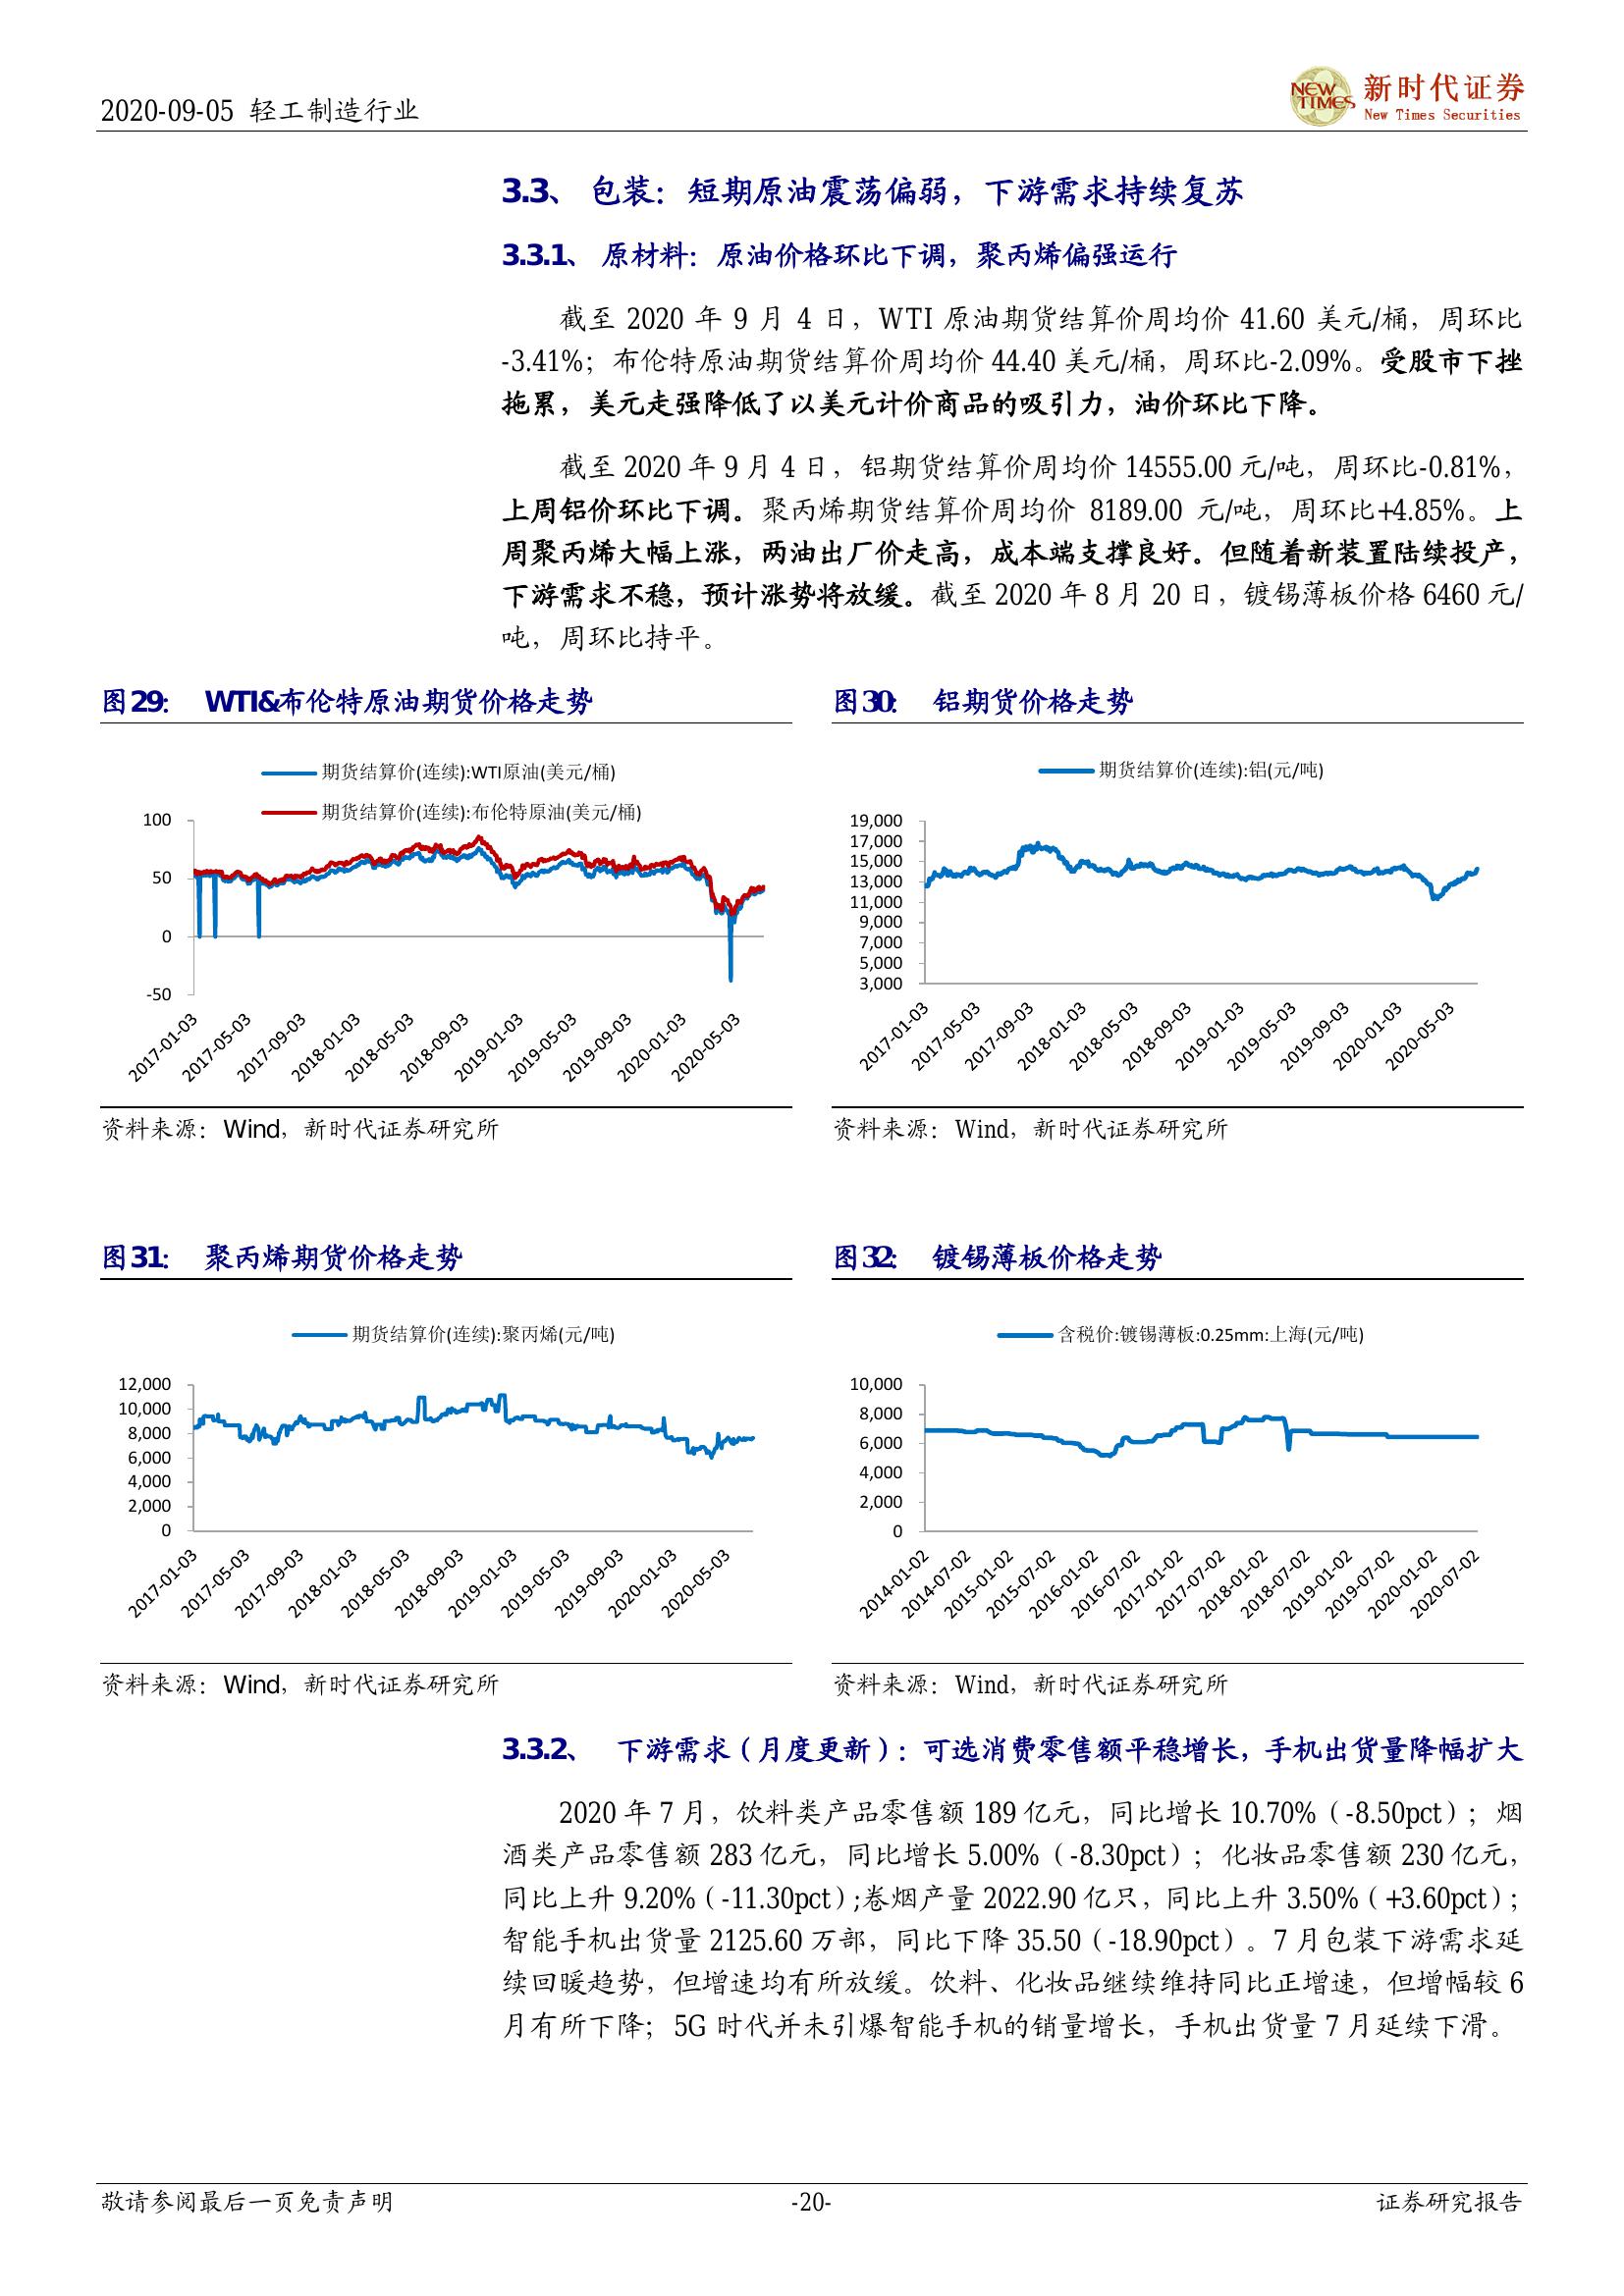 2020-09-05 轻工制造行业
NEW TIMES
新时代证券
New Times Securities
3.3、 包装：短期原油震荡偏弱，下游需求持续复苏
3.3.1、 原材料：原油价格环比下调，聚丙烯偏强运行
截至 2020 年 9 月 4 日，WTI 原油期货结算价周均价 41.60 美元/桶，周环比
-3.41%；布伦特原油期货结算价周均价 44.40 美元/桶，周环比-2.09%。受股市下挫
拖累，美元走强降低了以美元计价商品的吸引力，油价环比下降。
截至 2020 年 9 月 4 日，铝期货结算价周均价 14555.00 元/吨，周环比-0.81%，
上周铝价环比下调。聚丙烯期货结算价周均价 8189.00 元/吨，周环比+4.85%。上
周聚丙烯大幅上涨，两油出厂价走高，成本端支撑良好。但随着新装置陆续投产，
下游需求不稳，预计涨势将放缓。截至 2020 年 8 月 20 日，镀锡薄板价格 6460 元/
吨，周环比持平。
图29： WTI&布伦特原油期货价格走势
期货结算价(连续):WTI原油(美元/桶)
期货结算价(连续):布伦特原油(美元/桶)
100
50
0
-50
2017-01-03 2017-05-03 2017-09-03 2018-01-03 2018-05-03 2018-09-03 2019-01-03 2019-05-03 2019-09-03 2020-01-03 2020-05-03
资料来源：Wind，新时代证券研究所
图30： 铝期货价格走势
期货结算价(连续):铝(元/吨)
19,000
17,000
15,000
13,000
11,000
9,000
7,000
5,000
3,000
2017-01-03 2017-05-03 2017-09-03 2018-01-03 2018-05-03 2018-09-03 2019-01-03 2019-05-03 2019-09-03 2020-01-03 2020-05-03
资料来源：Wind，新时代证券研究所
图31： 聚丙烯期货价格走势
期货结算价(连续):聚丙烯(元/吨)
12,000
10,000
8,000
6,000
4,000
2,000
0
2017-01-03 2017-05-03 2017-09-03 2018-01-03 2018-05-03 2018-09-03 2019-01-03 2019-05-03 2019-09-03 2020-01-03 2020-05-03
资料来源：Wind，新时代证券研究所
图32： 镀锡薄板价格走势
含税价:镀锡薄板:0.25mm:上海(元/吨)
10,000
8,000
6,000
4,000
2,000
0
2014-01-02 2014-07-02 2015-01-02 2015-07-02 2016-01-02 2016-07-02 2017-01-02 2017-07-02 2018-01-02 2018-07-02 2019-01-02 2019-07-02 2020-01-02 2020-07-02
资料来源：Wind，新时代证券研究所
3.3.2、 下游需求（月度更新）：可选消费零售额平稳增长，手机出货量降幅扩大
2020 年 7 月，饮料类产品零售额 189 亿元，同比增长 10.70%（-8.50pct）；烟
酒类产品零售额 283 亿元，同比增长 5.00%（-8.30pct）；化妆品零售额 230 亿元，
同比上升 9.20%（-11.30pct）;卷烟产量 2022.90 亿只，同比上升 3.50%（+3.60pct）；
智能手机出货量 2125.60 万部，同比下降 35.50（-18.90pct）。7 月包装下游需求延
续回暖趋势，但增速均有所放缓。饮料、化妆品继续维持同比正增速，但增幅较 6
月有所下降；5G 时代并未引爆智能手机的销量增长，手机出货量 7 月延续下滑。
敬请参阅最后一页免责声明
-20-
证券研究报告